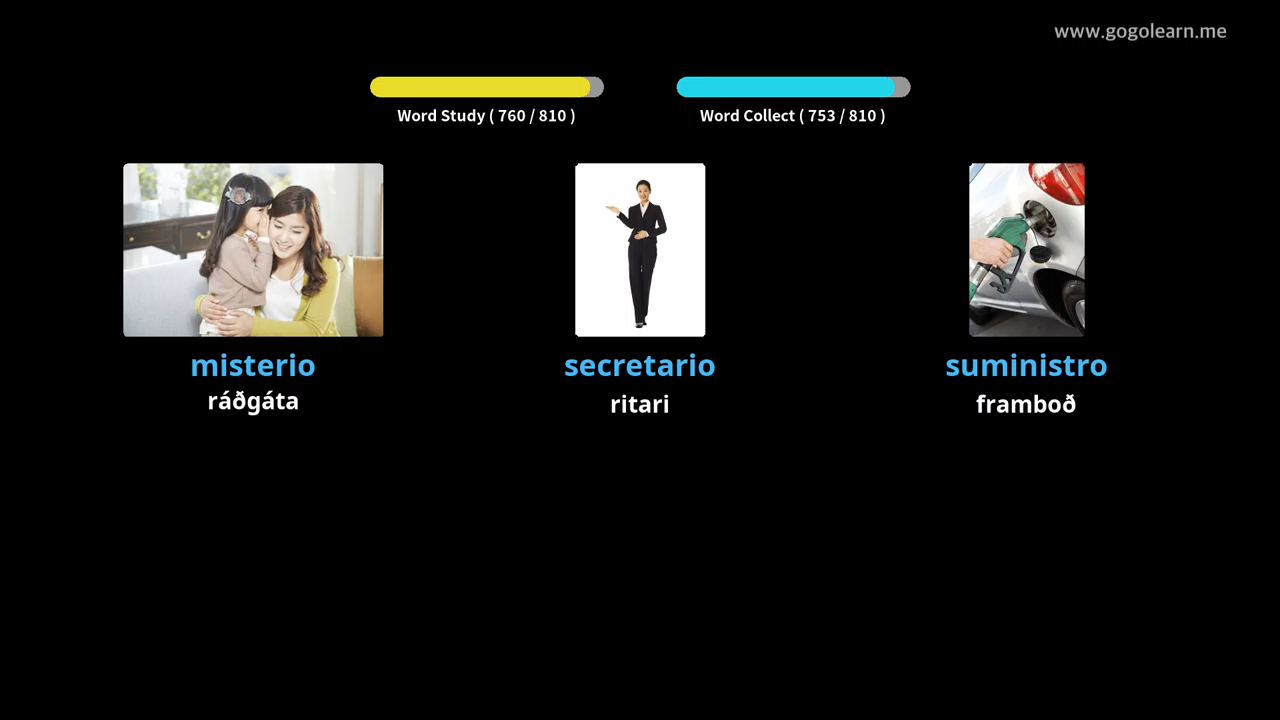 www.gogolearn.me
Word Study ( 760 / 810 )
Word Collect ( 753 / 810 )
misterio
ráðgáta
secretario
ritari
suministro
framboð